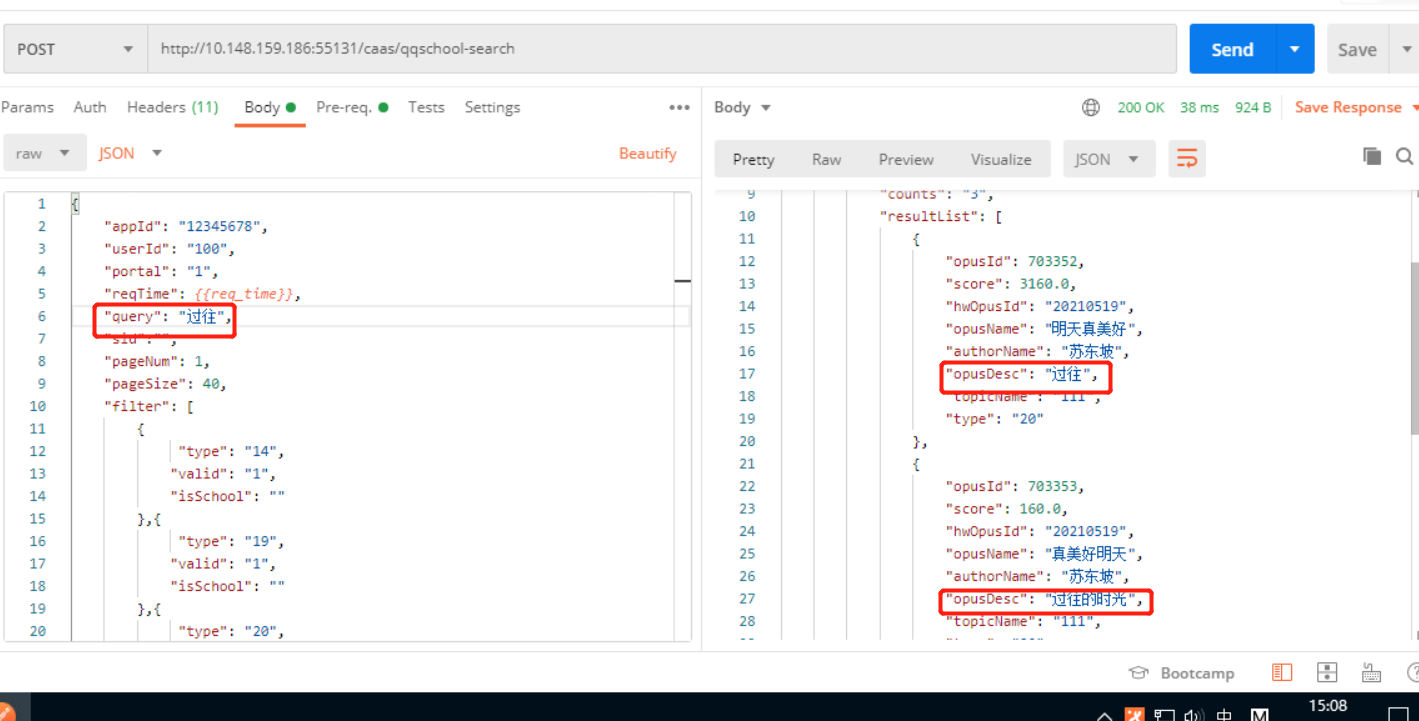 POST http://10.148.159.186:55131/caas/qqschool-search Send Save
Params Auth Headers (11) Body Pre-req. Tests Settings
raw JSON Beautify
1 {
2 "appId": "12345678",
3 "userId": "100",
4 "portal": "1",
5 "reqTime": {{req_time}},
6 "query": "过往",
7 "sid": "",
8 "pageNum": 1,
9 "pageSize": 40,
10 "filter": [
11 {
12 "type": "14",
13 "valid": "1",
14 "isSchool": ""
15 },{
16 "type": "19",
17 "valid": "1",
18 "isSchool": ""
19 },{
20 "type": "20",
Body 200 OK 38 ms 924 B Save Response
Pretty Raw Preview Visualize JSON
9 "counts": "3",
10 "resultList": [
11 {
12 "opusId": 703352,
13 "score": 3160.0,
14 "hwOpusId": "20210519",
15 "opusName": "明天真美好",
16 "authorName": "苏东坡",
17 "opusDesc": "过往",
18 "topicName": "111",
19 "type": "20"
20 },
21 {
22 "opusId": 703353,
23 "score": 160.0,
24 "hwOpusId": "20210519",
25 "opusName": "真美好明天",
26 "authorName": "苏东坡",
27 "opusDesc": "过往的时光",
28 "topicName": "111",
Bootcamp
中 M 15:08